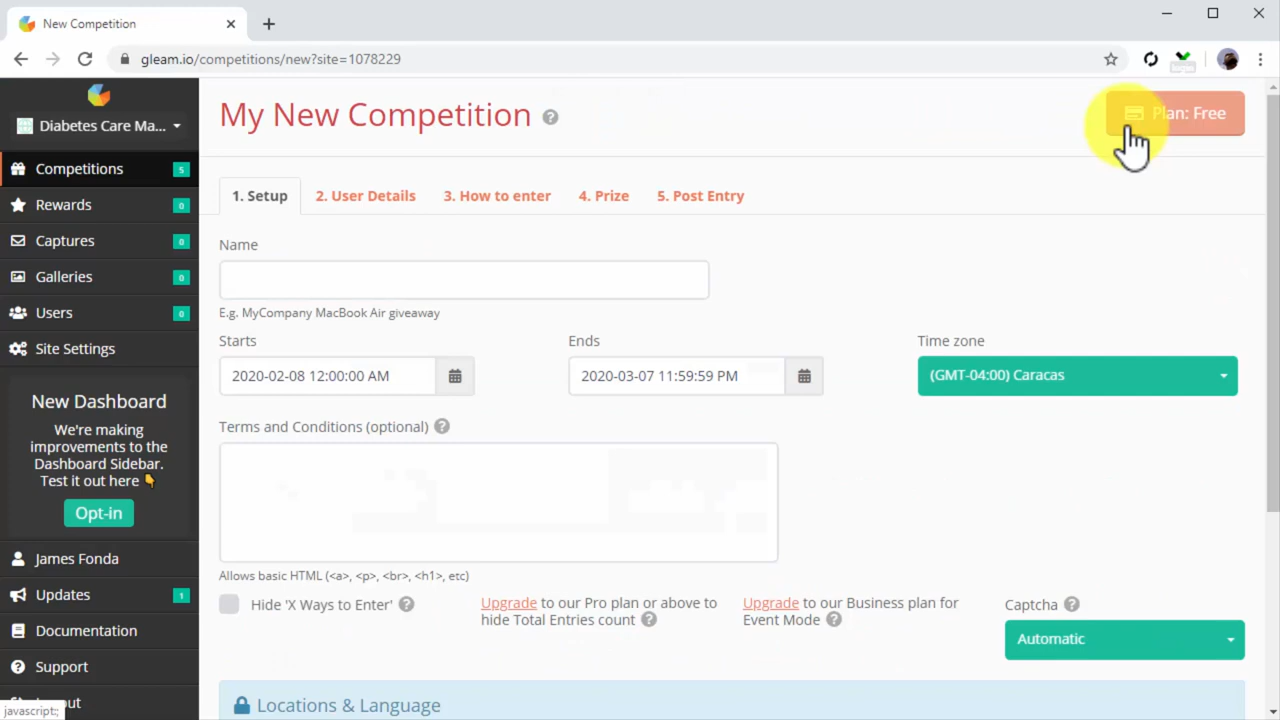 New Competition
gleam.io/competitions/new?site=1078229
Diabetes Care Ma...
Competitions 5
Rewards 0
Captures 0
Galleries 0
Users 0
Site Settings
New Dashboard
We're making
improvements to the
Dashboard Sidebar.
Test it out here 👇
Opt-in
James Fonda
Updates 1
Documentation
Support
javascript:;
My New Competition
Plan: Free
1. Setup
2. User Details
3. How to enter
4. Prize
5. Post Entry
Name
E.g. MyCompany MacBook Air giveaway
Starts
Ends
Time zone
2020-02-08 12:00:00 AM
2020-03-07 11:59:59 PM
(GMT-04:00) Caracas
Terms and Conditions (optional)
Allows basic HTML (<a>, <p>, <br>, <h1>, etc)
Hide 'X Ways to Enter'
Upgrade to our Pro plan or above to
hide Total Entries count
Upgrade to our Business plan for
Event Mode
Captcha
Automatic
Locations & Language